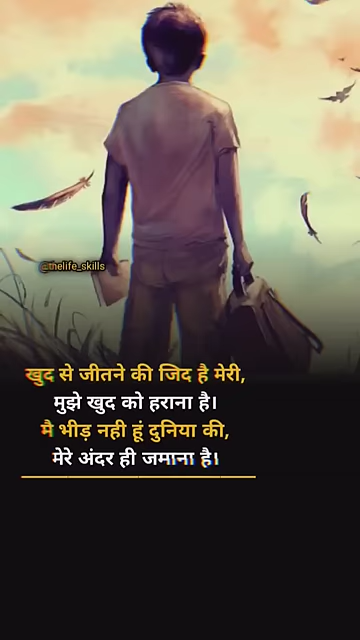 @thelife_skills
खुद से जीतने की जिद है मेरी,
मुझे खुद को हराना है।
मै भीड़ नही हूं दुनिया की,
मेरे अंदर ही जमाना है।